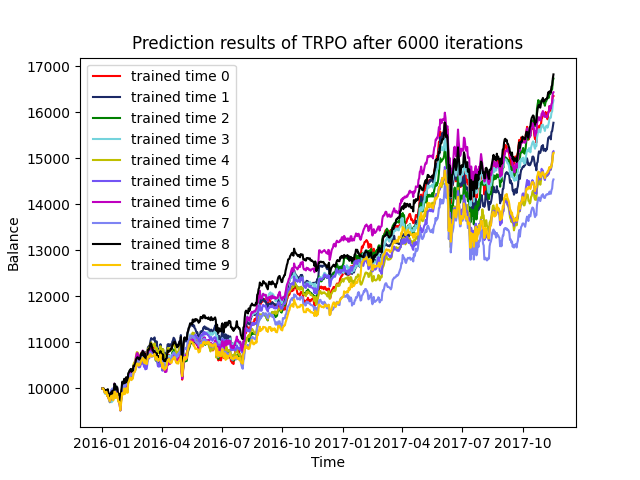 Prediction results of TRPO after 6000 iterations
17000
16000
15000
14000
13000
12000
11000
10000
Balance
trained time 0
trained time 1
trained time 2
trained time 3
trained time 4
trained time 5
trained time 6
trained time 7
trained time 8
trained time 9
2016-01 2016-04 2016-07 2016-10 2017-01 2017-04 2017-07 2017-10
Time